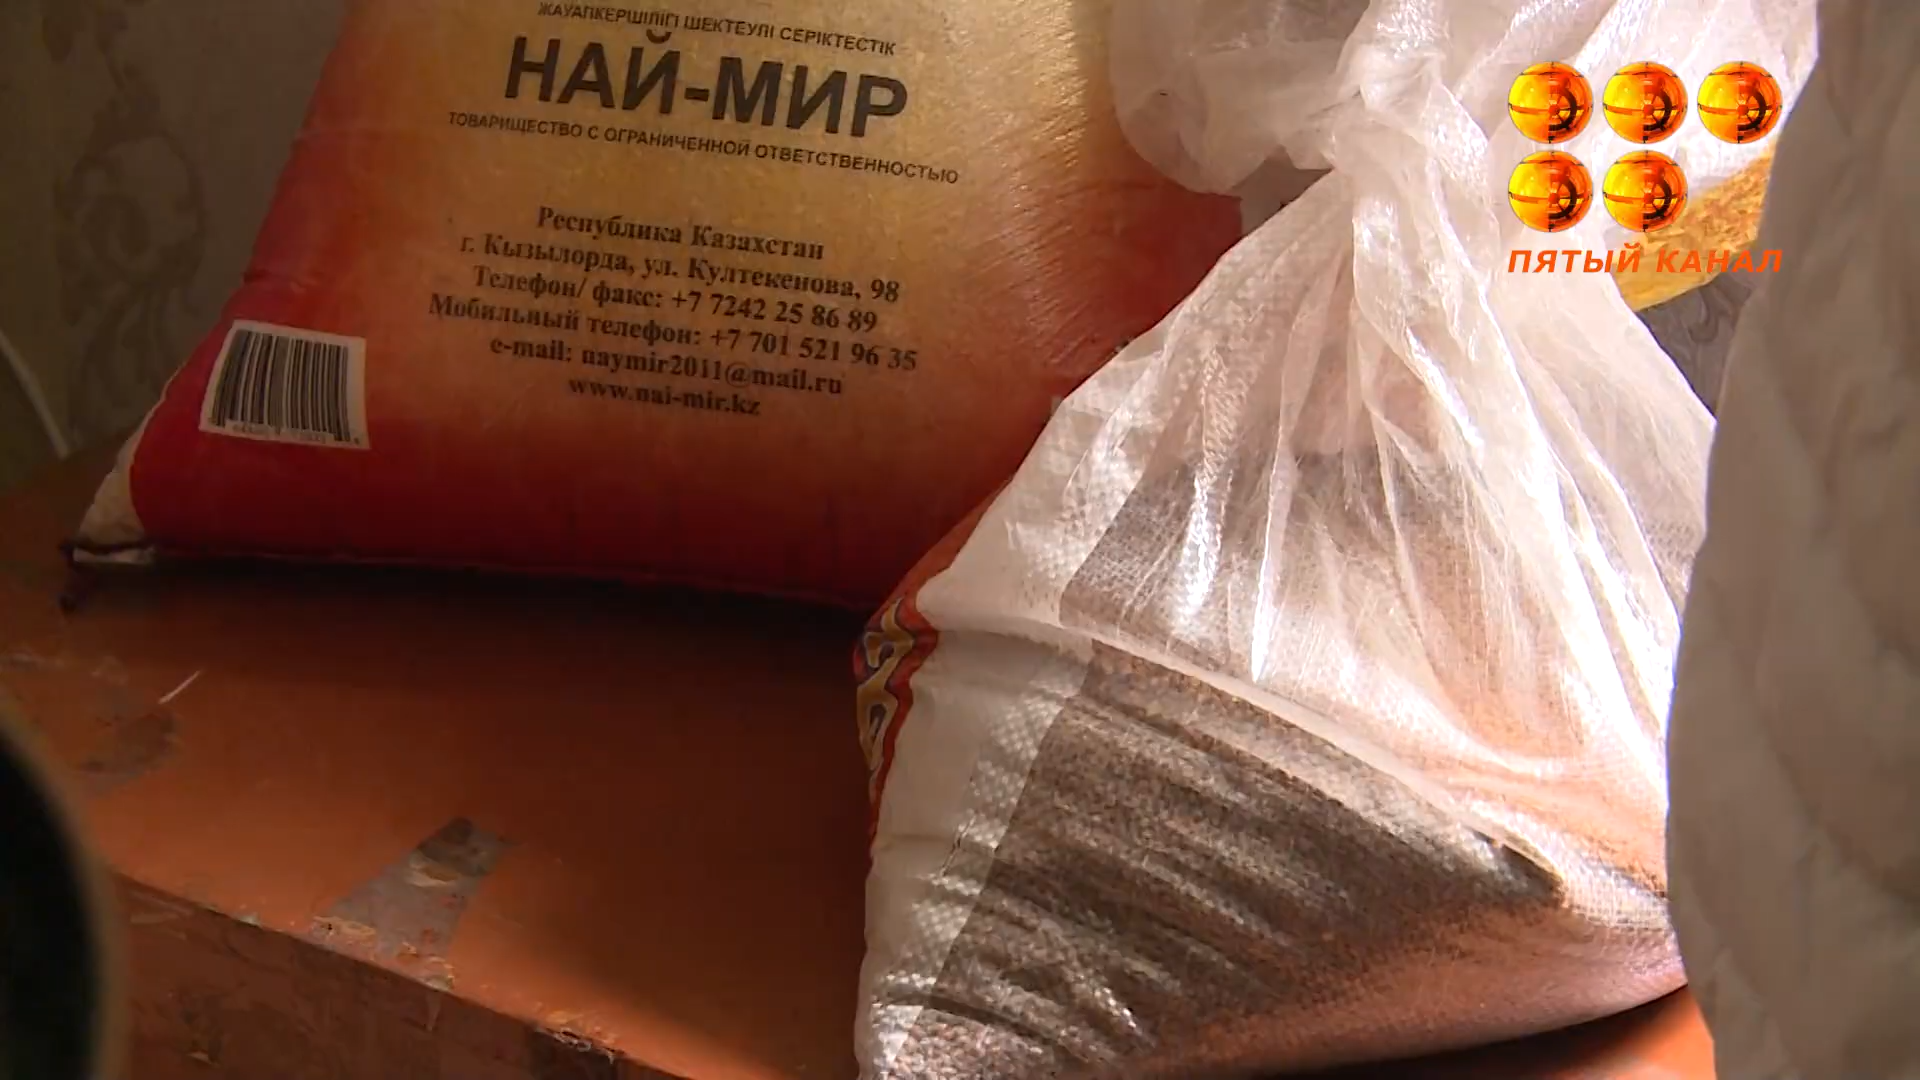 ЖАУАПКЕРШІЛІГІ ШЕКТЕУЛІ СЕРІКТЕСТІК
НАЙ-МИР
ТОВАРИЩЕСТВО С ОГРАНИЧЕННОЙ ОТВЕТСТВЕННОСТЬЮ
Республика Казахстан
г. Кызылорда, ул. Култекенова, 98
Телефон/ факс: +7 7242 25 86 89
Мобильный телефон: +7 701 521 96 35
e-mail: naymir2011@mail.ru
www.nai-mir.kz
ПЯТЫЙ КАНАЛ